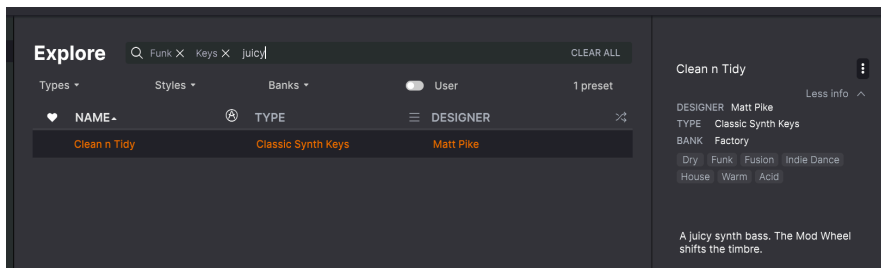 Explore Funk X Keys X juicy CLEAR ALL
Types Styles Banks User 1 preset
NAME TYPE DESIGNER
Clean n Tidy Classic Synth Keys Matt Pike
Clean n Tidy
Less info
DESIGNER Matt Pike
TYPE Classic Synth Keys
BANK Factory
Dry Funk Fusion Indie Dance
House Warm Acid
A juicy synth bass. The Mod Wheel
shifts the timbre.